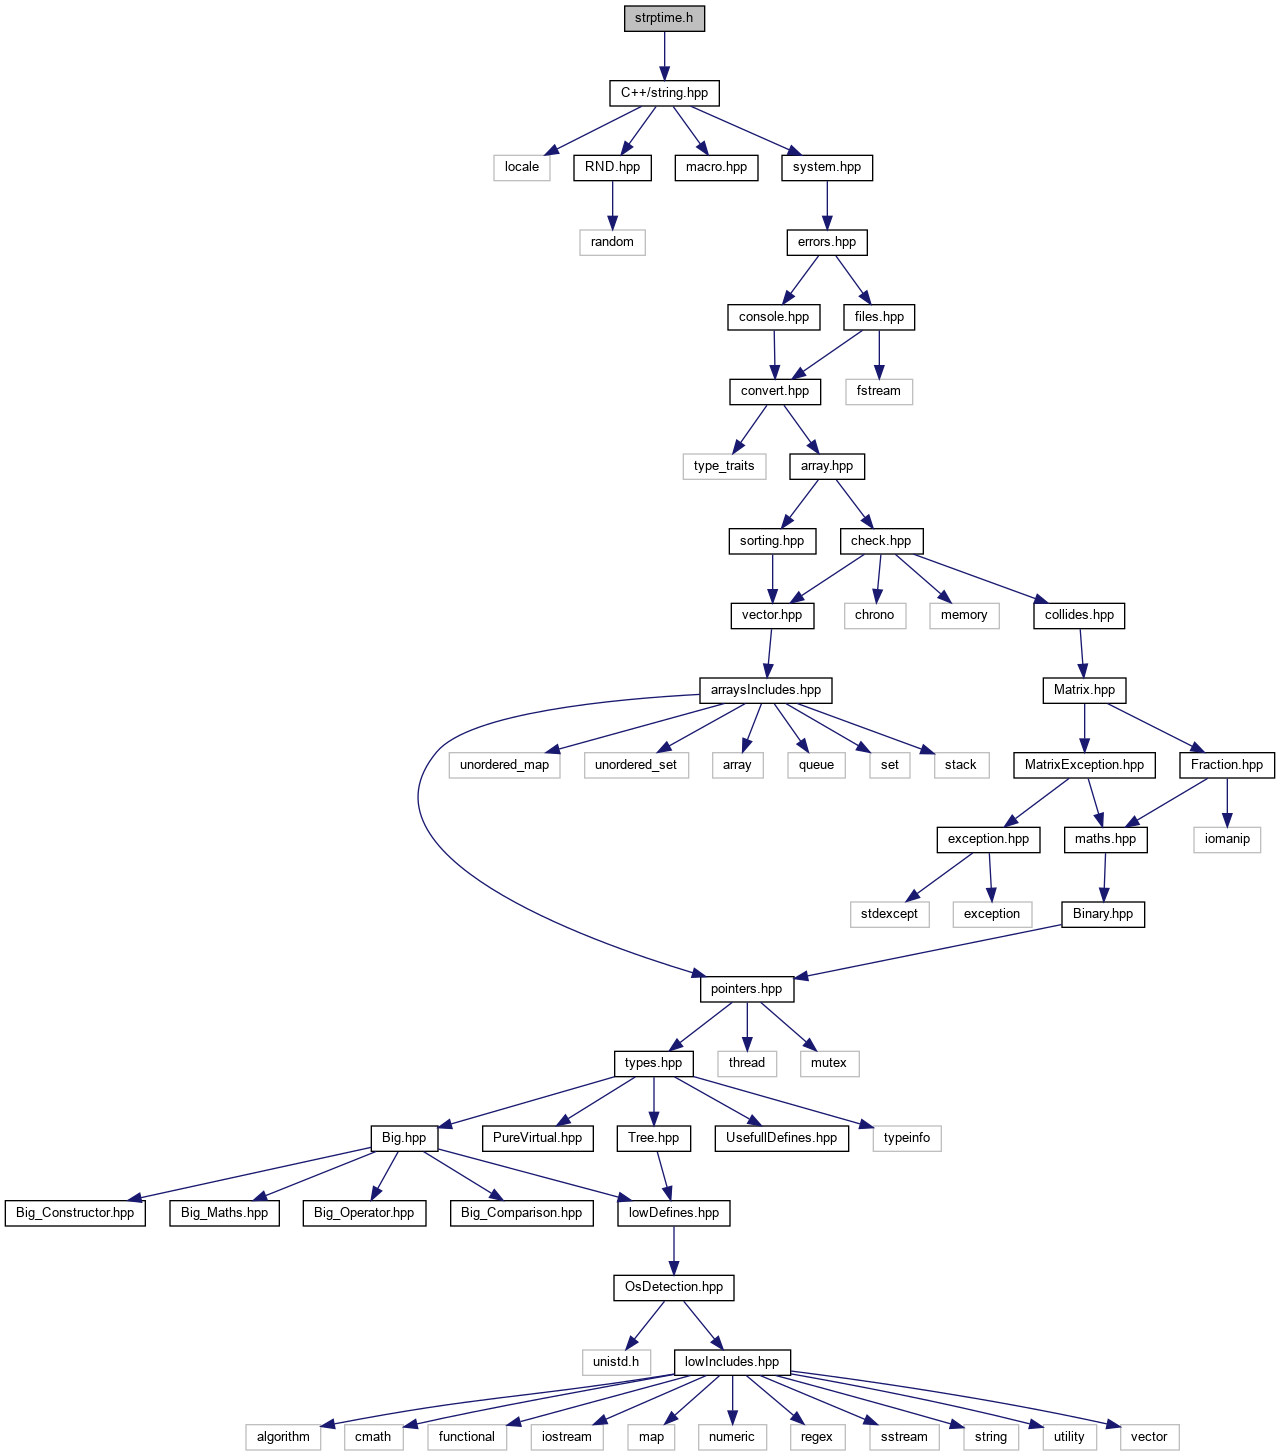 strptime.h
C++/string.hpp
locale
RND.hpp
macro.hpp
system.hpp
random
errors.hpp
console.hpp
files.hpp
convert.hpp
fstream
type_traits
array.hpp
sorting.hpp
check.hpp
vector.hpp
chrono
memory
collides.hpp
arraysIncludes.hpp
Matrix.hpp
unordered_map
unordered_set
array
queue
set
stack
MatrixException.hpp
Fraction.hpp
exception.hpp
maths.hpp
iomanip
stdexcept
exception
Binary.hpp
pointers.hpp
types.hpp
thread
mutex
Big.hpp
PureVirtual.hpp
Tree.hpp
UsefullDefines.hpp
typeinfo
Big_Constructor.hpp
Big_Maths.hpp
Big_Operator.hpp
Big_Comparison.hpp
lowDefines.hpp
OsDetection.hpp
unistd.h
lowIncludes.hpp
algorithm
cmath
functional
iostream
map
numeric
regex
sstream
string
utility
vector